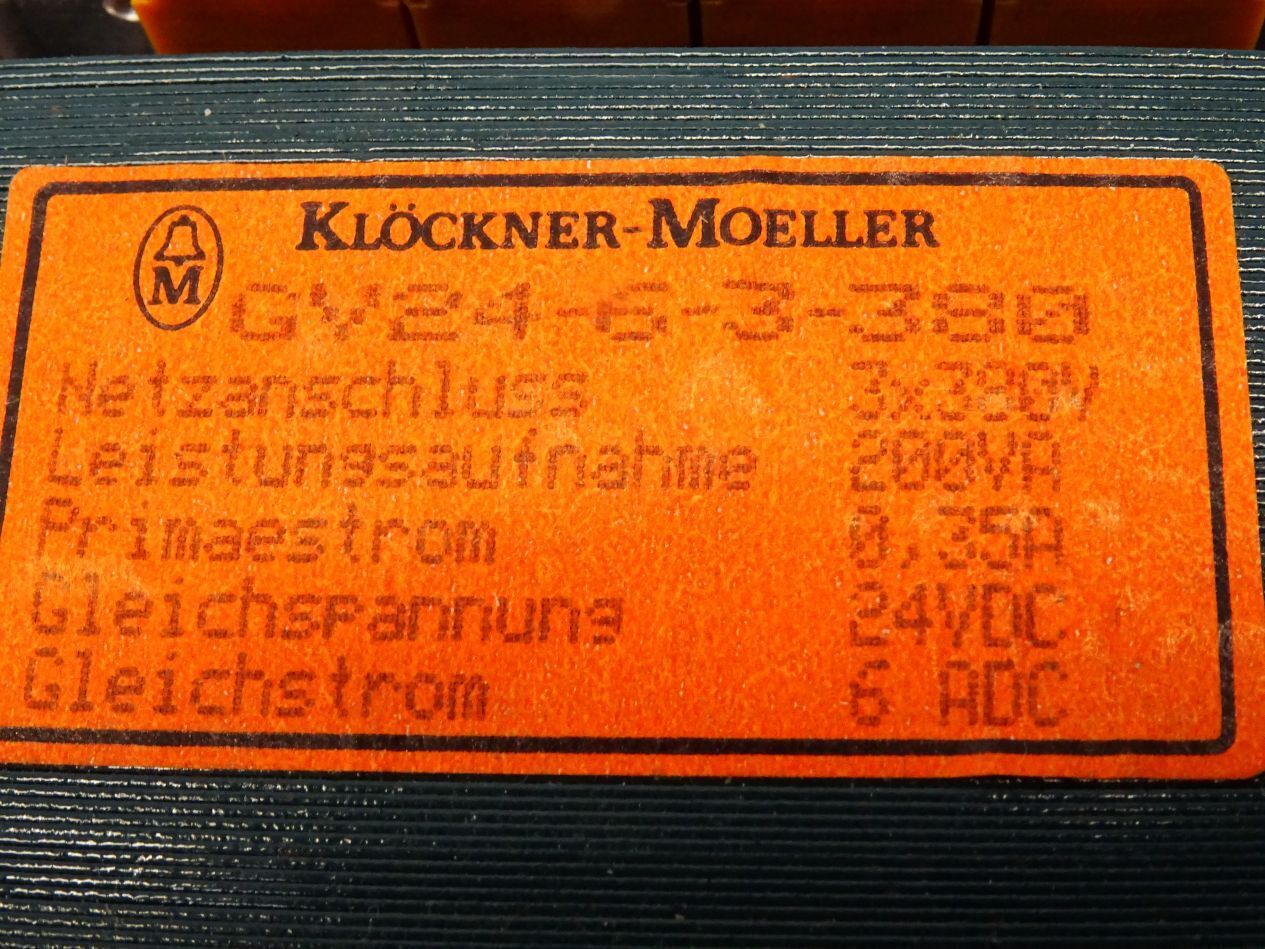 KLÖCKNER-MOELLER
M
GV24-6-3-380
Netzanschluss 3x380V
Leistungsaufnahme 200VA
Primaestrom 0,35A
Gleichspannung 24VDC
Gleichstrom 6 ADC